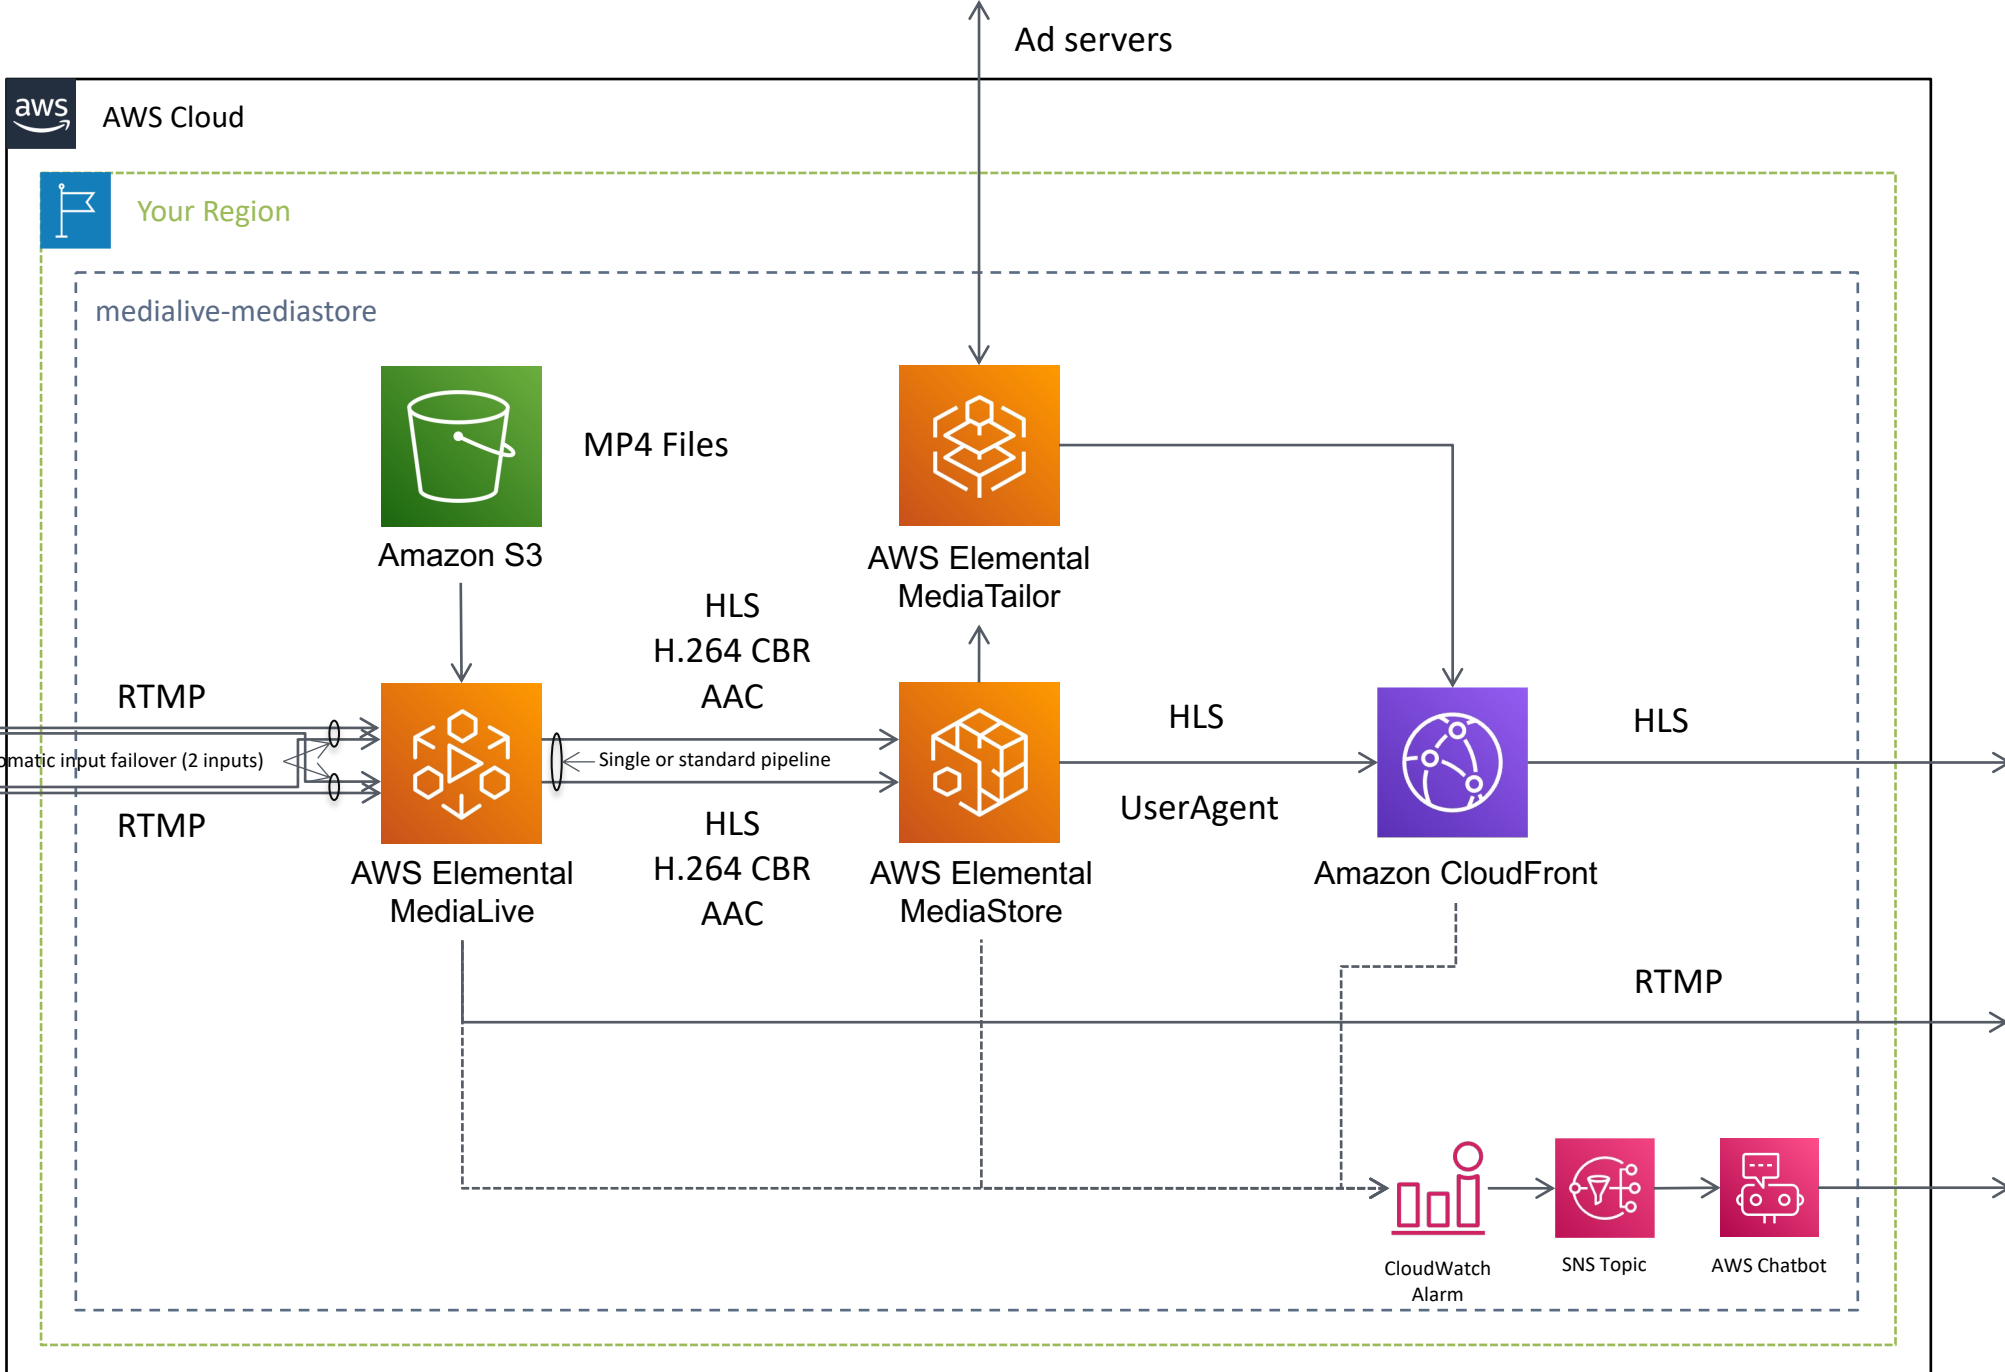 Ad servers
aws
AWS Cloud
Your Region
medialive-mediastore
MP4 Files
Amazon S3
AWS Elemental
MediaTailor
HLS
H.264 CBR
AAC
RTMP
HLS
HLS
input failover (2 inputs)
Single or standard pipeline
RTMP
UserAgent
HLS
H.264 CBR
AAC
AWS Elemental
MediaLive
AWS Elemental
MediaStore
Amazon CloudFront
RTMP
CloudWatch
Alarm
SNS Topic
AWS Chatbot